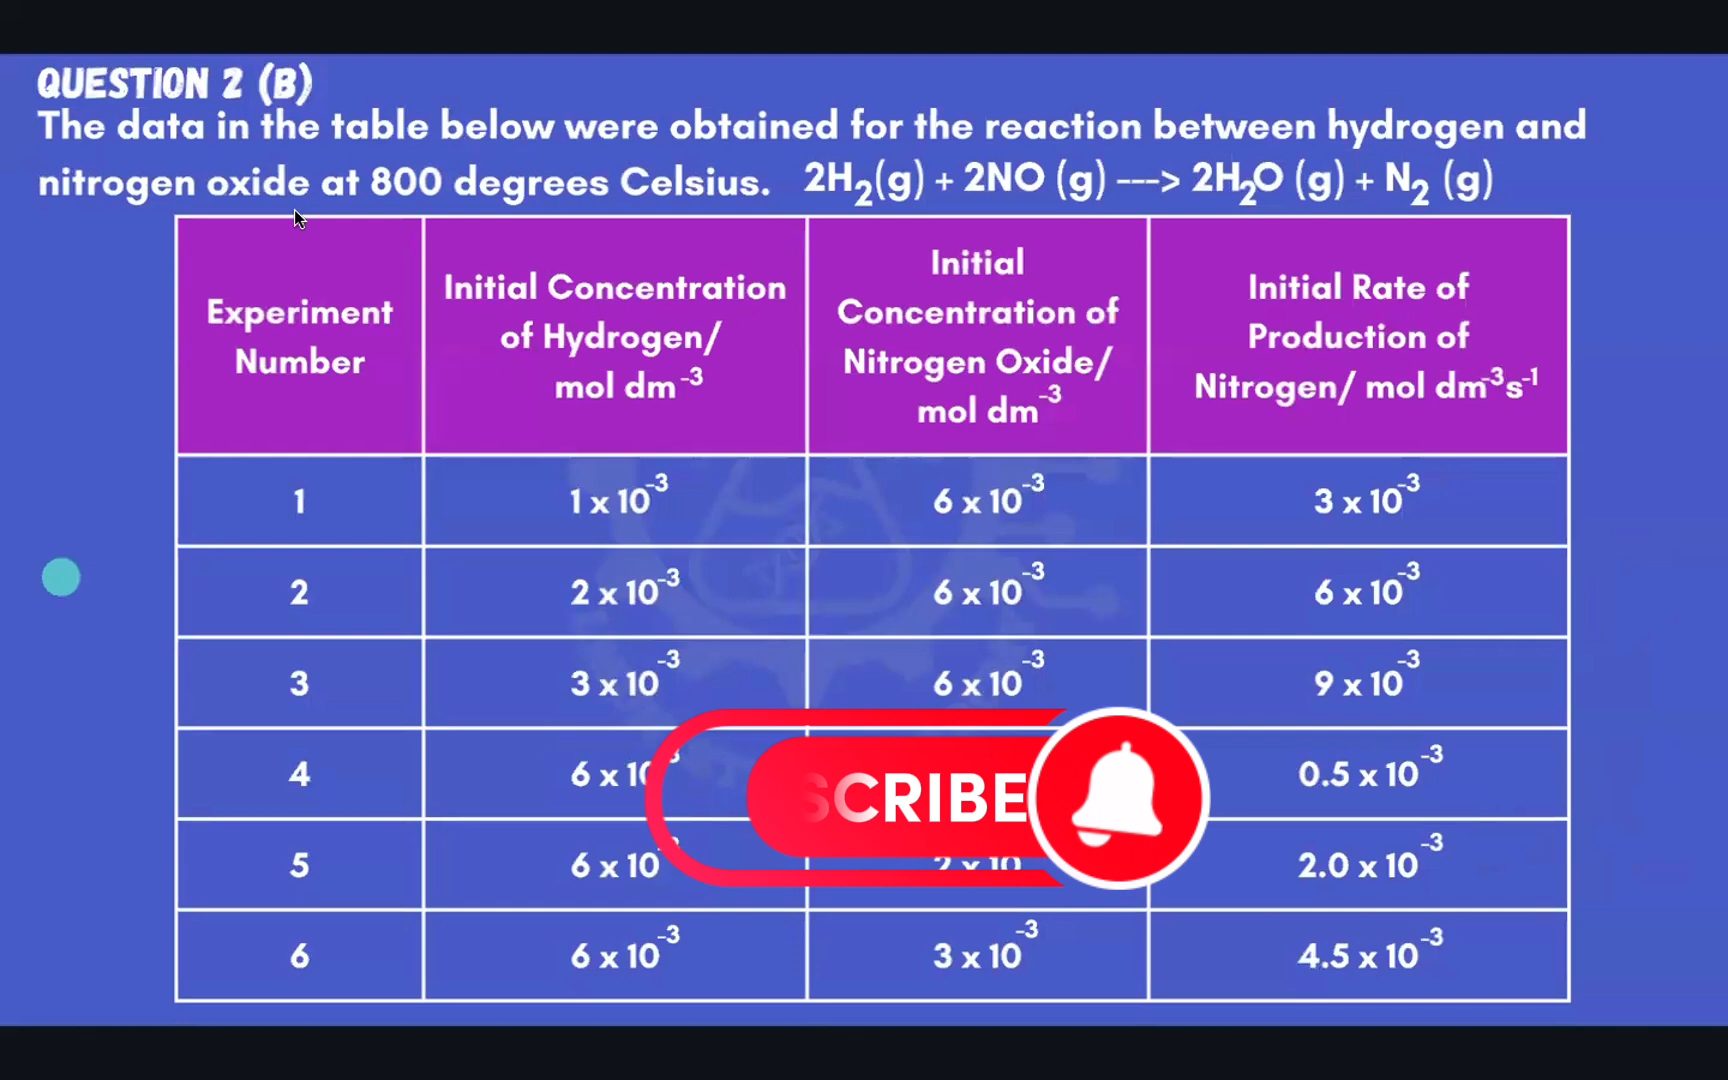 QUESTION 2 (B)
The data in the table below were obtained for the reaction between hydrogen and
nitrogen oxide at 800 degrees Celsius. 2H₂(g) + 2NO (g) ---> 2H₂O (g) + N₂ (g)
Experiment Number
Initial Concentration of Hydrogen/ mol dm⁻³
Initial Concentration of Nitrogen Oxide/ mol dm⁻³
Initial Rate of Production of Nitrogen/ mol dm⁻³s⁻¹
1 1 x 10⁻³ 6 x 10⁻³ 3 x 10⁻³
2 2 x 10⁻³ 6 x 10⁻³ 6 x 10⁻³
3 3 x 10⁻³ 6 x 10⁻³ 9 x 10⁻³
4 6 x 10 0.5 x 10⁻³
SCRIBE
5 6 x 10 2 x 10 2.0 x 10⁻³
6 6 x 10⁻³ 3 x 10⁻³ 4.5 x 10⁻³